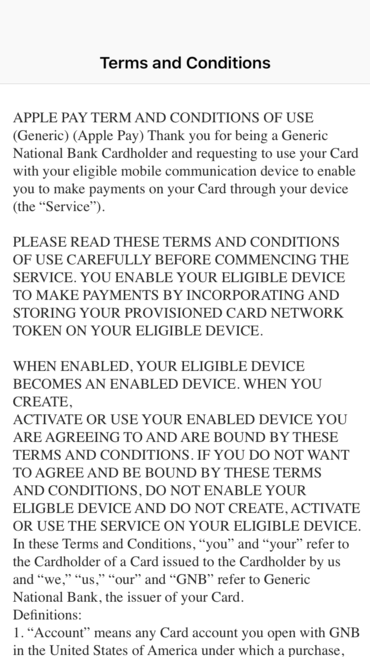 Terms and Conditions
APPLE PAY TERM AND CONDITIONS OF USE
(Generic) (Apple Pay) Thank you for being a Generic
National Bank Cardholder and requesting to use your Card
with your eligible mobile communication device to enable
you to make payments on your Card through your device
(the “Service”).
PLEASE READ THESE TERMS AND CONDITIONS
OF USE CAREFULLY BEFORE COMMENCING THE
SERVICE. YOU ENABLE YOUR ELIGIBLE DEVICE
TO MAKE PAYMENTS BY INCORPORATING AND
STORING YOUR PROVISIONED CARD NETWORK
TOKEN ON YOUR ELIGIBLE DEVICE.
WHEN ENABLED, YOUR ELIGIBLE DEVICE
BECOMES AN ENABLED DEVICE. WHEN YOU
CREATE,
ACTIVATE OR USE YOUR ENABLED DEVICE YOU
ARE AGREEING TO AND ARE BOUND BY THESE
TERMS AND CONDITIONS. IF YOU DO NOT WANT
TO AGREE AND BE BOUND BY THESE TERMS
AND CONDITIONS, DO NOT ENABLE YOUR
ELIGBLE DEVICE AND DO NOT CREATE, ACTIVATE
OR USE THE SERVICE ON YOUR ELIGIBLE DEVICE.
In these Terms and Conditions, “you” and “your” refer to
the Cardholder of a Card issued to the Cardholder by us
and “we,” “us,” “our” and “GNB” refer to Generic
National Bank, the issuer of your Card.
Definitions:
1. “Account” means any Card account you open with GNB
in the United States of America under which a purchase,